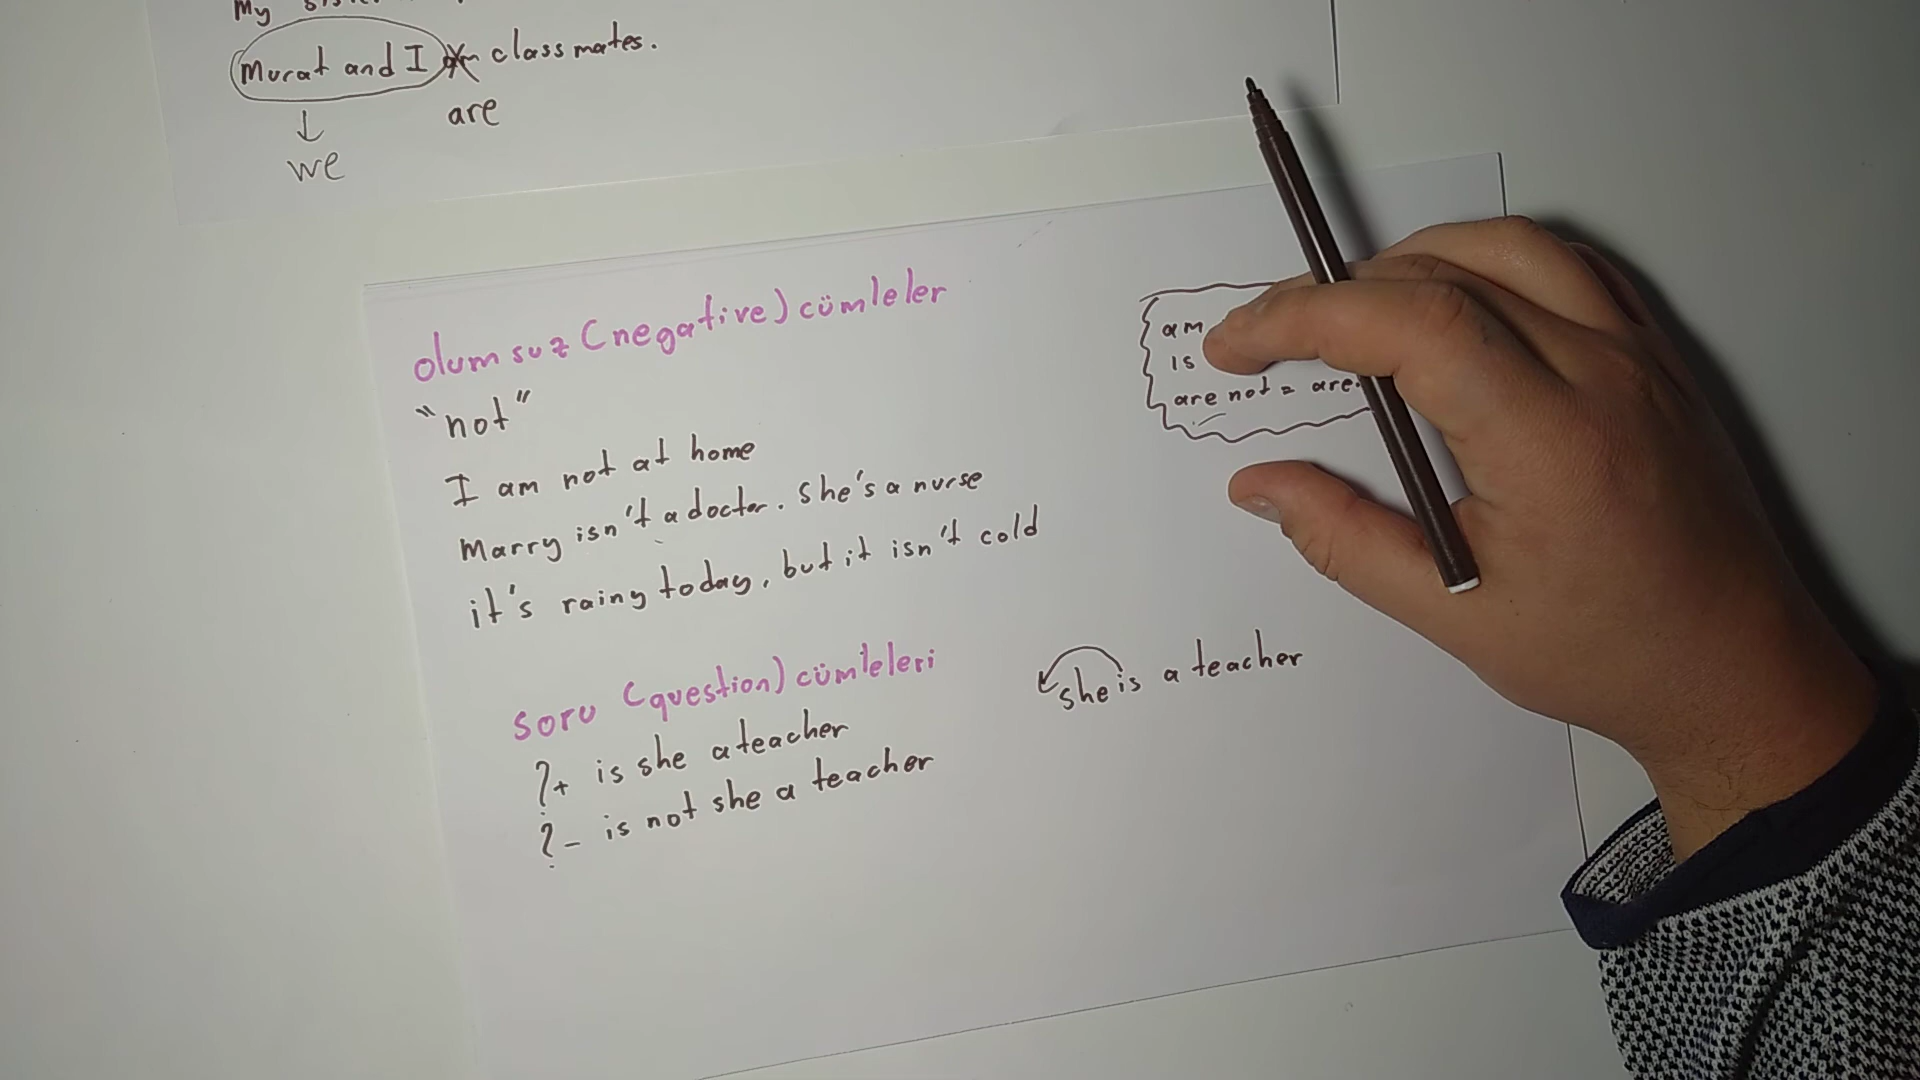 My
Murat and I am classmates.
are
we
olumsuz (negative) cümleler
"not"
I am not at home
Marry isn't a doctor. She's a nurse
it's rainy today, but it isn't cold
am
is
are not = are
soru (question) cümleleri
she is a teacher
?+ is she a teacher
?- is not she a teacher